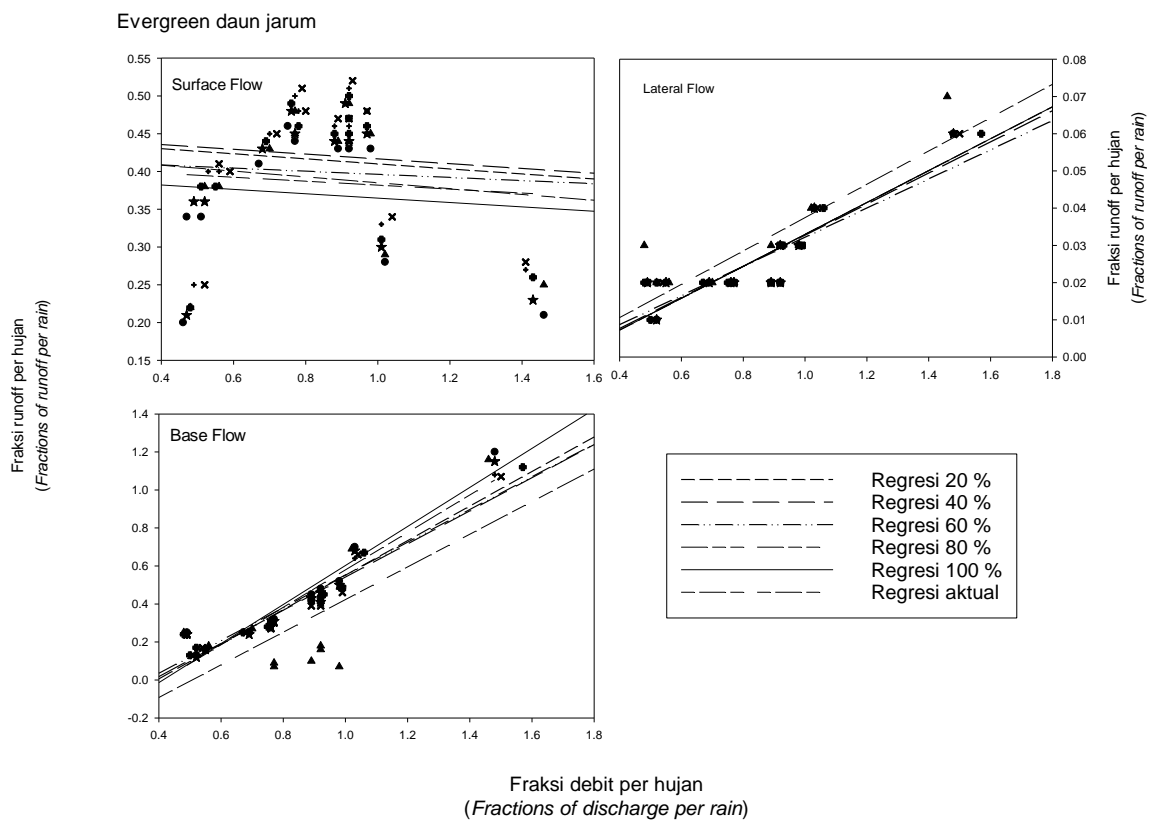 Evergreen daun jarum
Surface Flow
0.55
0.50
0.45
0.40
0.35
0.30
0.25
0.20
0.15
0.4 0.6 0.8 1.0 1.2 1.4 1.6
Lateral Flow
0.08
0.07
0.06
0.05
0.04
0.03
0.02
0.01
0.00
0.4 0.6 0.8 1.0 1.2 1.4 1.6 1.8
Fraksi runoff per hujan
(Fractions of runoff per rain)
Fraksi runoff per hujan
(Fractions of runoff per rain)
Base Flow
1.4
1.2
1.0
0.8
0.6
0.4
0.2
0.0
-0.2
0.4 0.6 0.8 1.0 1.2 1.4 1.6 1.8
Regresi 20 %
Regresi 40 %
Regresi 60 %
Regresi 80 %
Regresi 100 %
Regresi aktual
Fraksi debit per hujan
(Fractions of discharge per rain)